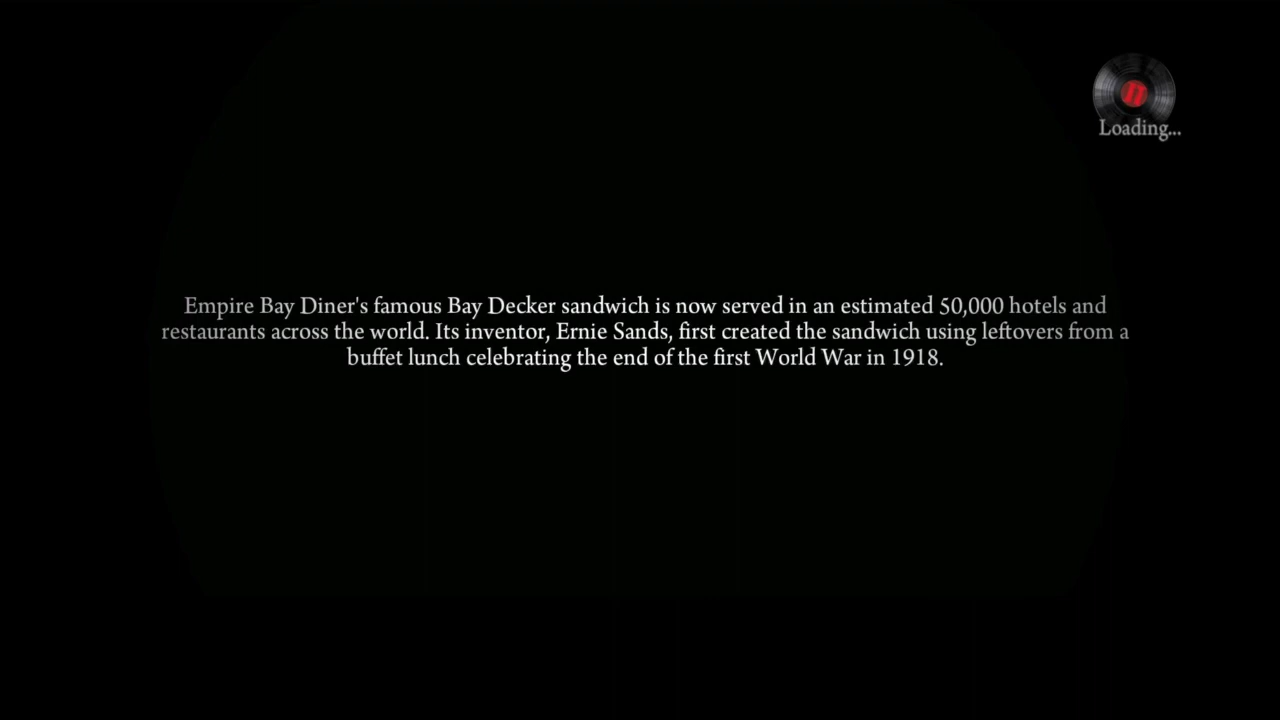 Loading...
Empire Bay Diner's famous Bay Decker sandwich is now served in an estimated 50,000 hotels and
restaurants across the world. Its inventor, Ernie Sands, first created the sandwich using leftovers from a
buffet lunch celebrating the end of the first World War in 1918.